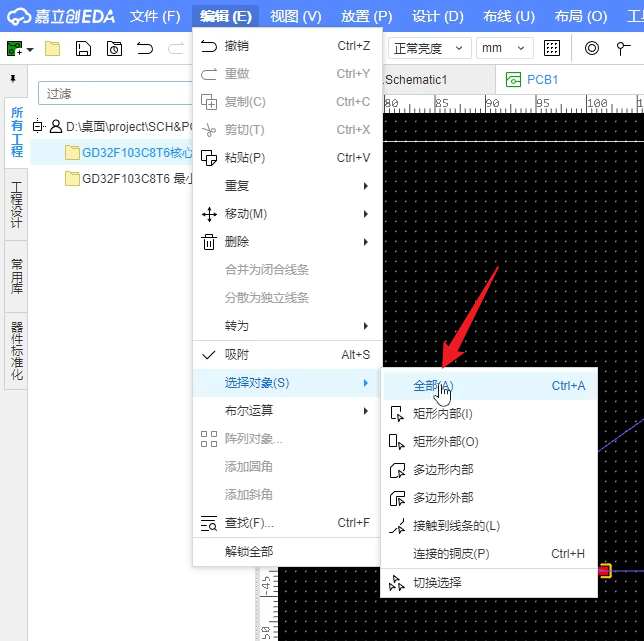 嘉立创EDA 文件 (F) 编辑 (E) 视图 (V) 放置 (P) 设计 (D) 布线 (U) 布局 (O)
正常亮度 mm
Schematic1 PCB1
过滤
80 85 90 95 100
所有工程
D:\桌面\project\SCH&PC
GD32F103C8T6核心
GD32F103C8T6 最小
工程设计
常用库
器件标准化
撤销 Ctrl+Z
重做 Ctrl+Y
复制(C) Ctrl+C
剪切(T) Ctrl+X
粘贴(P) Ctrl+V
重复
移动(M)
删除
合并为闭合线条
分散为独立线条
转为
吸附 Alt+S
选择对象(S)
布尔运算
阵列对象...
添加圆角
添加斜角
查找(F)... Ctrl+F
解锁全部
全部(A) Ctrl+A
矩形内部(I)
矩形外部(O)
多边形内部
多边形外部
接触到线条的(L)
连接的铜皮(P) Ctrl+H
切换选择
-45
50